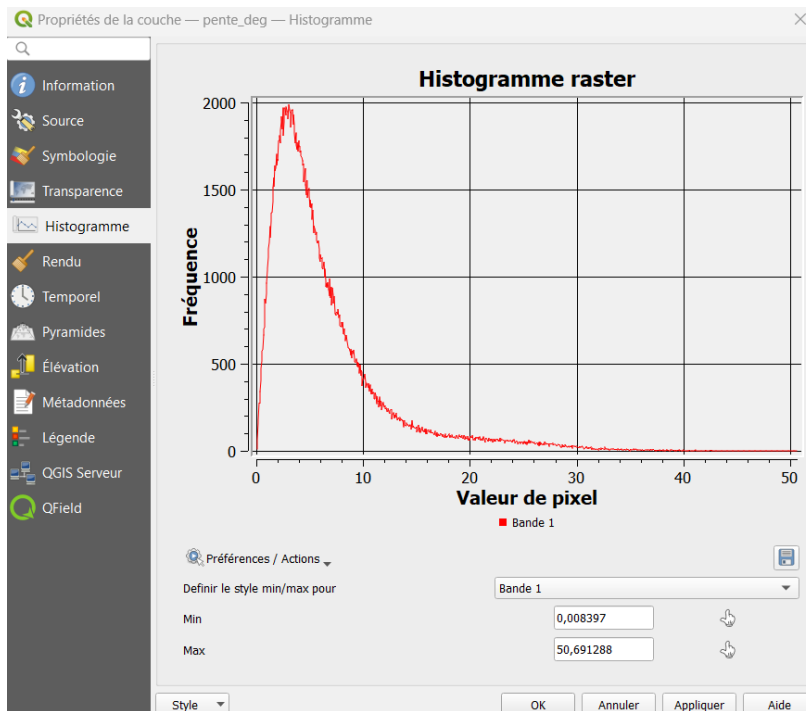 Propriétés de la couche — pente_deg — Histogramme
Information
Source
Symbologie
Transparence
Histogramme
Rendu
Temporel
Pyramides
Élévation
Métadonnées
Légende
QGIS Serveur
QField
Histogramme raster
Fréquence
2000
1500
1000
500
0
0 10 20 30 40 50
Valeur de pixel
Bande 1
Préférences / Actions
Definir le style min/max pour Bande 1
Min 0,008397
Max 50,691288
Style OK Annuler Appliquer Aide